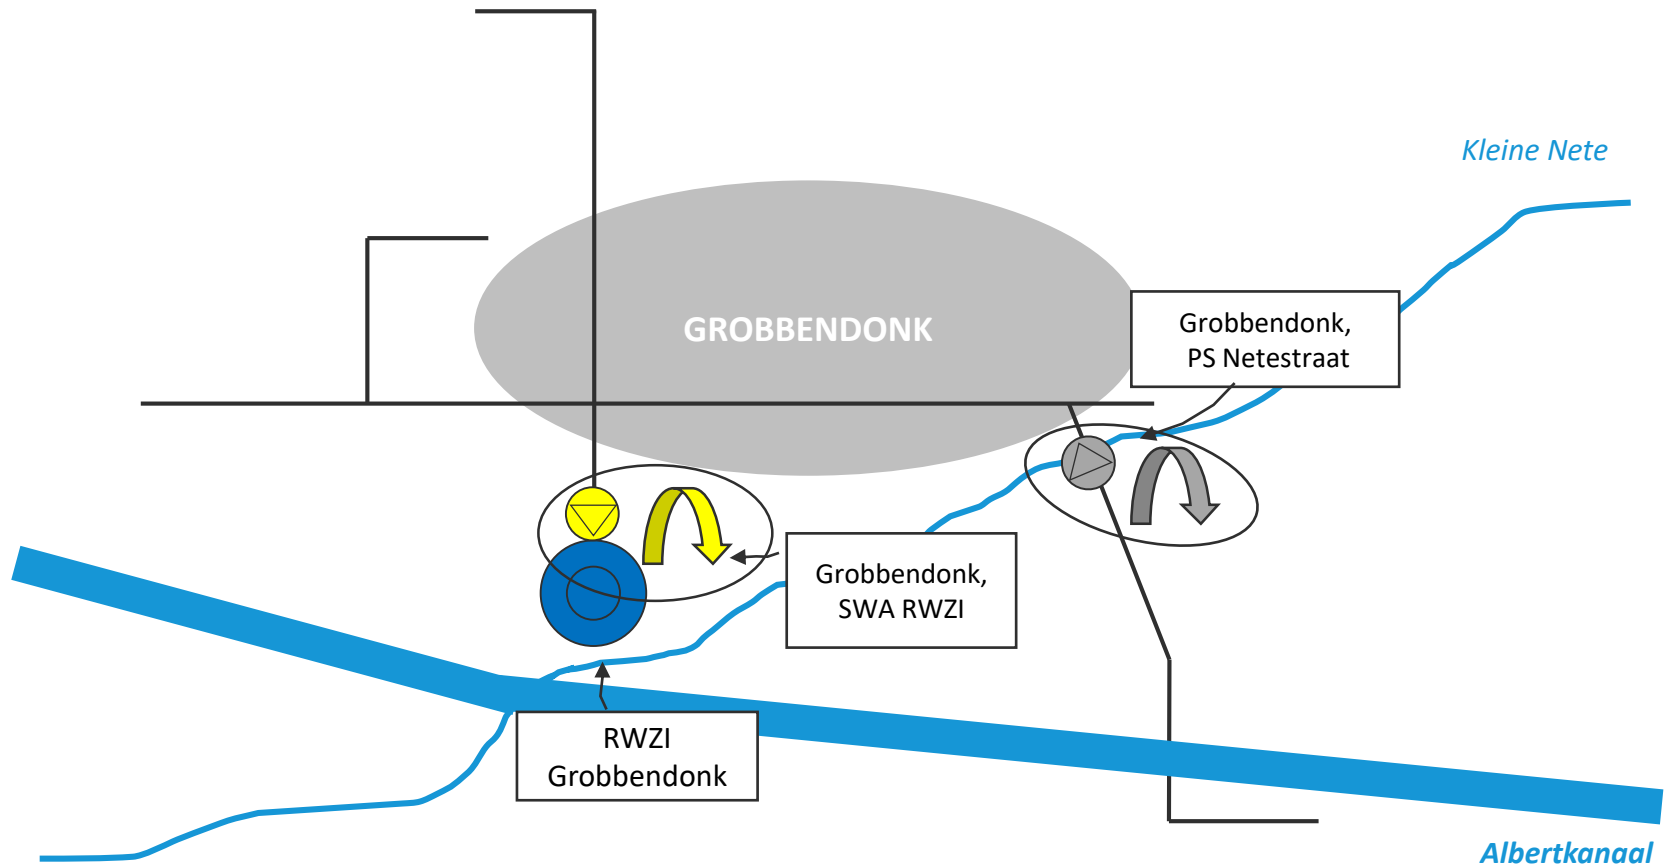 Kleine Nete
GROBBENDONK
Grobbendonk,
PS Netestraat
Grobbendonk,
SWA RWZI
RWZI
Grobbendonk
Albertkanaal